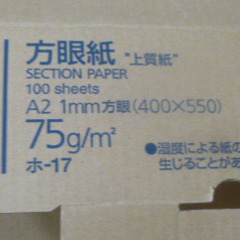 方眼紙 "上質紙"
SECTION PAPER
100 sheets
A2 1mm方眼(400×550)
75g/m²
ホ-17
●湿度による紙の
生じることがあ